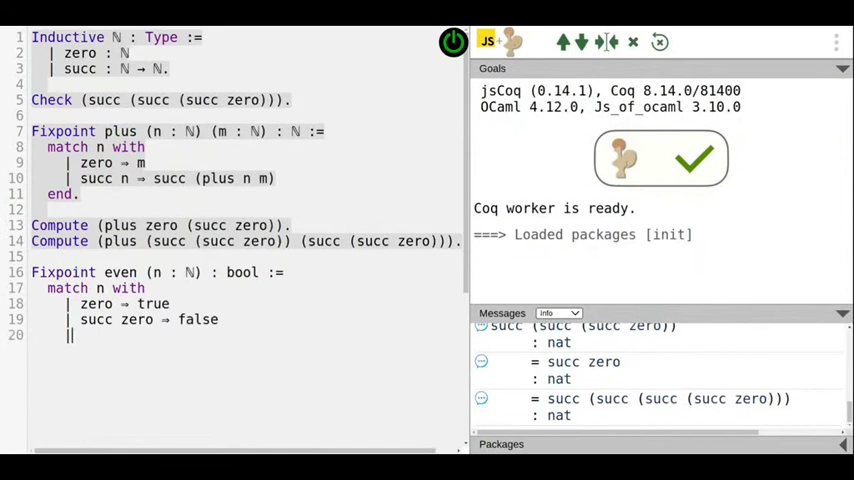 1 Inductive ℕ : Type :=
2 | zero : ℕ
3 | succ : ℕ → ℕ.
4
5 Check (succ (succ (succ zero))).
6
7 Fixpoint plus (n : ℕ) (m : ℕ) : ℕ :=
8 match n with
9 | zero ⇒ m
10 | succ n ⇒ succ (plus n m)
11 end.
12
13 Compute (plus zero (succ zero)).
14 Compute (plus (succ (succ zero)) (succ (succ zero))).
15
16 Fixpoint even (n : ℕ) : bool :=
17 match n with
18 | zero ⇒ true
19 | succ zero ⇒ false
20 |
JS+
Goals
jsCoq (0.14.1), Coq 8.14.0/81400
OCaml 4.12.0, Js_of_ocaml 3.10.0
Coq worker is ready.
===> Loaded packages [init]
Messages Info
succ (succ (succ zero))
: nat
= succ zero
: nat
= succ (succ (succ (succ zero)))
: nat
Packages